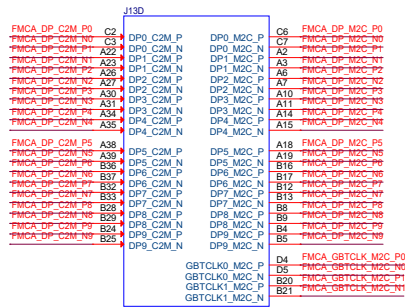 J13D
FMCA_DP_C2M_P0 C2 DP0_C2M_P DP0_M2C_P C6 FMCA_DP_M2C_P0
FMCA_DP_C2M_N0 C3 DP0_C2M_N DP0_M2C_N C7 FMCA_DP_M2C_N0
FMCA_DP_C2M_P1 A22 DP1_C2M_P DP1_M2C_P A2 FMCA_DP_M2C_P1
FMCA_DP_C2M_N1 A23 DP1_C2M_N DP1_M2C_N A3 FMCA_DP_M2C_N1
FMCA_DP_C2M_P2 A26 DP2_C2M_P DP2_M2C_P A6 FMCA_DP_M2C_P2
FMCA_DP_C2M_N2 A27 DP2_C2M_N DP2_M2C_N A7 FMCA_DP_M2C_N2
FMCA_DP_C2M_P3 A30 DP3_C2M_P DP3_M2C_P A10 FMCA_DP_M2C_P3
FMCA_DP_C2M_N3 A31 DP3_C2M_N DP3_M2C_N A11 FMCA_DP_M2C_N3
FMCA_DP_C2M_P4 A34 DP4_C2M_P DP4_M2C_P A14 FMCA_DP_M2C_P4
FMCA_DP_C2M_N4 A35 DP4_C2M_N DP4_M2C_N A15 FMCA_DP_M2C_N4
FMCA_DP_C2M_P5 A38 DP5_C2M_P DP5_M2C_P A18 FMCA_DP_M2C_P5
FMCA_DP_C2M_N5 A39 DP5_C2M_N DP5_M2C_N A19 FMCA_DP_M2C_N5
FMCA_DP_C2M_P6 B36 DP6_C2M_P DP6_M2C_P B16 FMCA_DP_M2C_P6
FMCA_DP_C2M_N6 B37 DP6_C2M_N DP6_M2C_N B17 FMCA_DP_M2C_N6
FMCA_DP_C2M_P7 B32 DP7_C2M_P DP7_M2C_P B12 FMCA_DP_M2C_P7
FMCA_DP_C2M_N7 B33 DP7_C2M_N DP7_M2C_N B13 FMCA_DP_M2C_N7
FMCA_DP_C2M_P8 B28 DP8_C2M_P DP8_M2C_P B8 FMCA_DP_M2C_P8
FMCA_DP_C2M_N8 B29 DP8_C2M_N DP8_M2C_N B9 FMCA_DP_M2C_N8
FMCA_DP_C2M_P9 B24 DP9_C2M_P DP9_M2C_P B4 FMCA_DP_M2C_P9
FMCA_DP_C2M_N9 B25 DP9_C2M_N DP9_M2C_N B5 FMCA_DP_M2C_N9
GBTCLK0_M2C_P D4 FMCA_GBTCLK_M2C_P0
GBTCLK0_M2C_N D5 FMCA_GBTCLK_M2C_N0
GBTCLK1_M2C_P B20 FMCA_GBTCLK_M2C_P1
GBTCLK1_M2C_N B21 FMCA_GBTCLK_M2C_N1